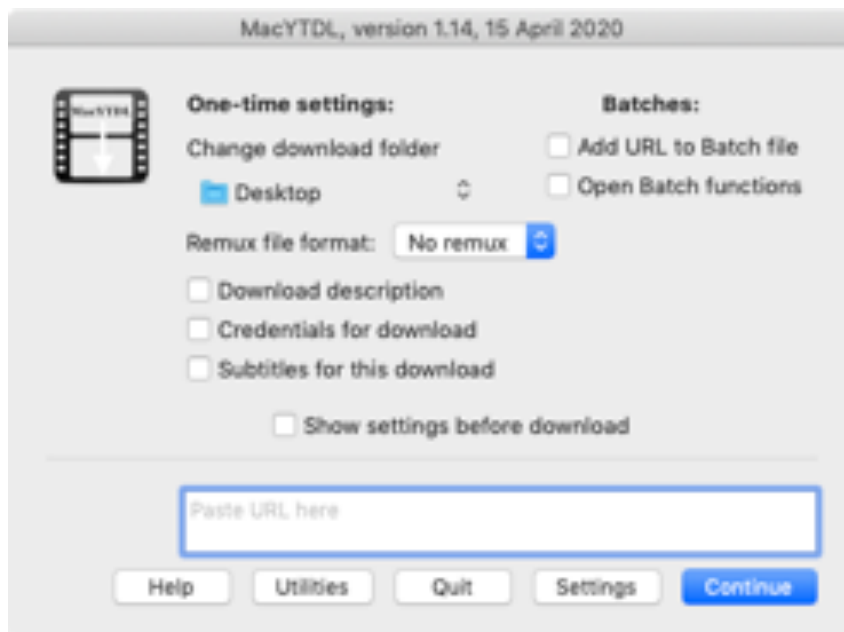 MacYTDL, version 1.14, 15 April 2020
MacYTDL
One-time settings:
Batches:
Change download folder
Add URL to Batch file
Desktop
Open Batch functions
Remux file format: No remux
Download description
Credentials for download
Subtitles for this download
Show settings before download
Paste URL here
Help Utilities Quit Settings Continue